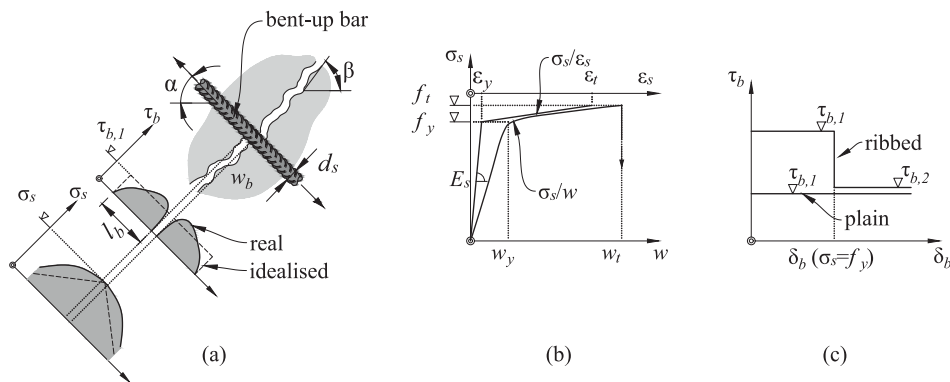 bent-up bar
α
β
τb
τb,1
ds
wb
σs
σs
lb
real
idealised
(a)
σs
εy
σs/εs
εt
εs
ft
fy
Es
σs/w
wy
wt
w
(b)
τb
τb,1
ribbed
τb,1
τb,2
plain
δb (σs=fy)
δb
(c)